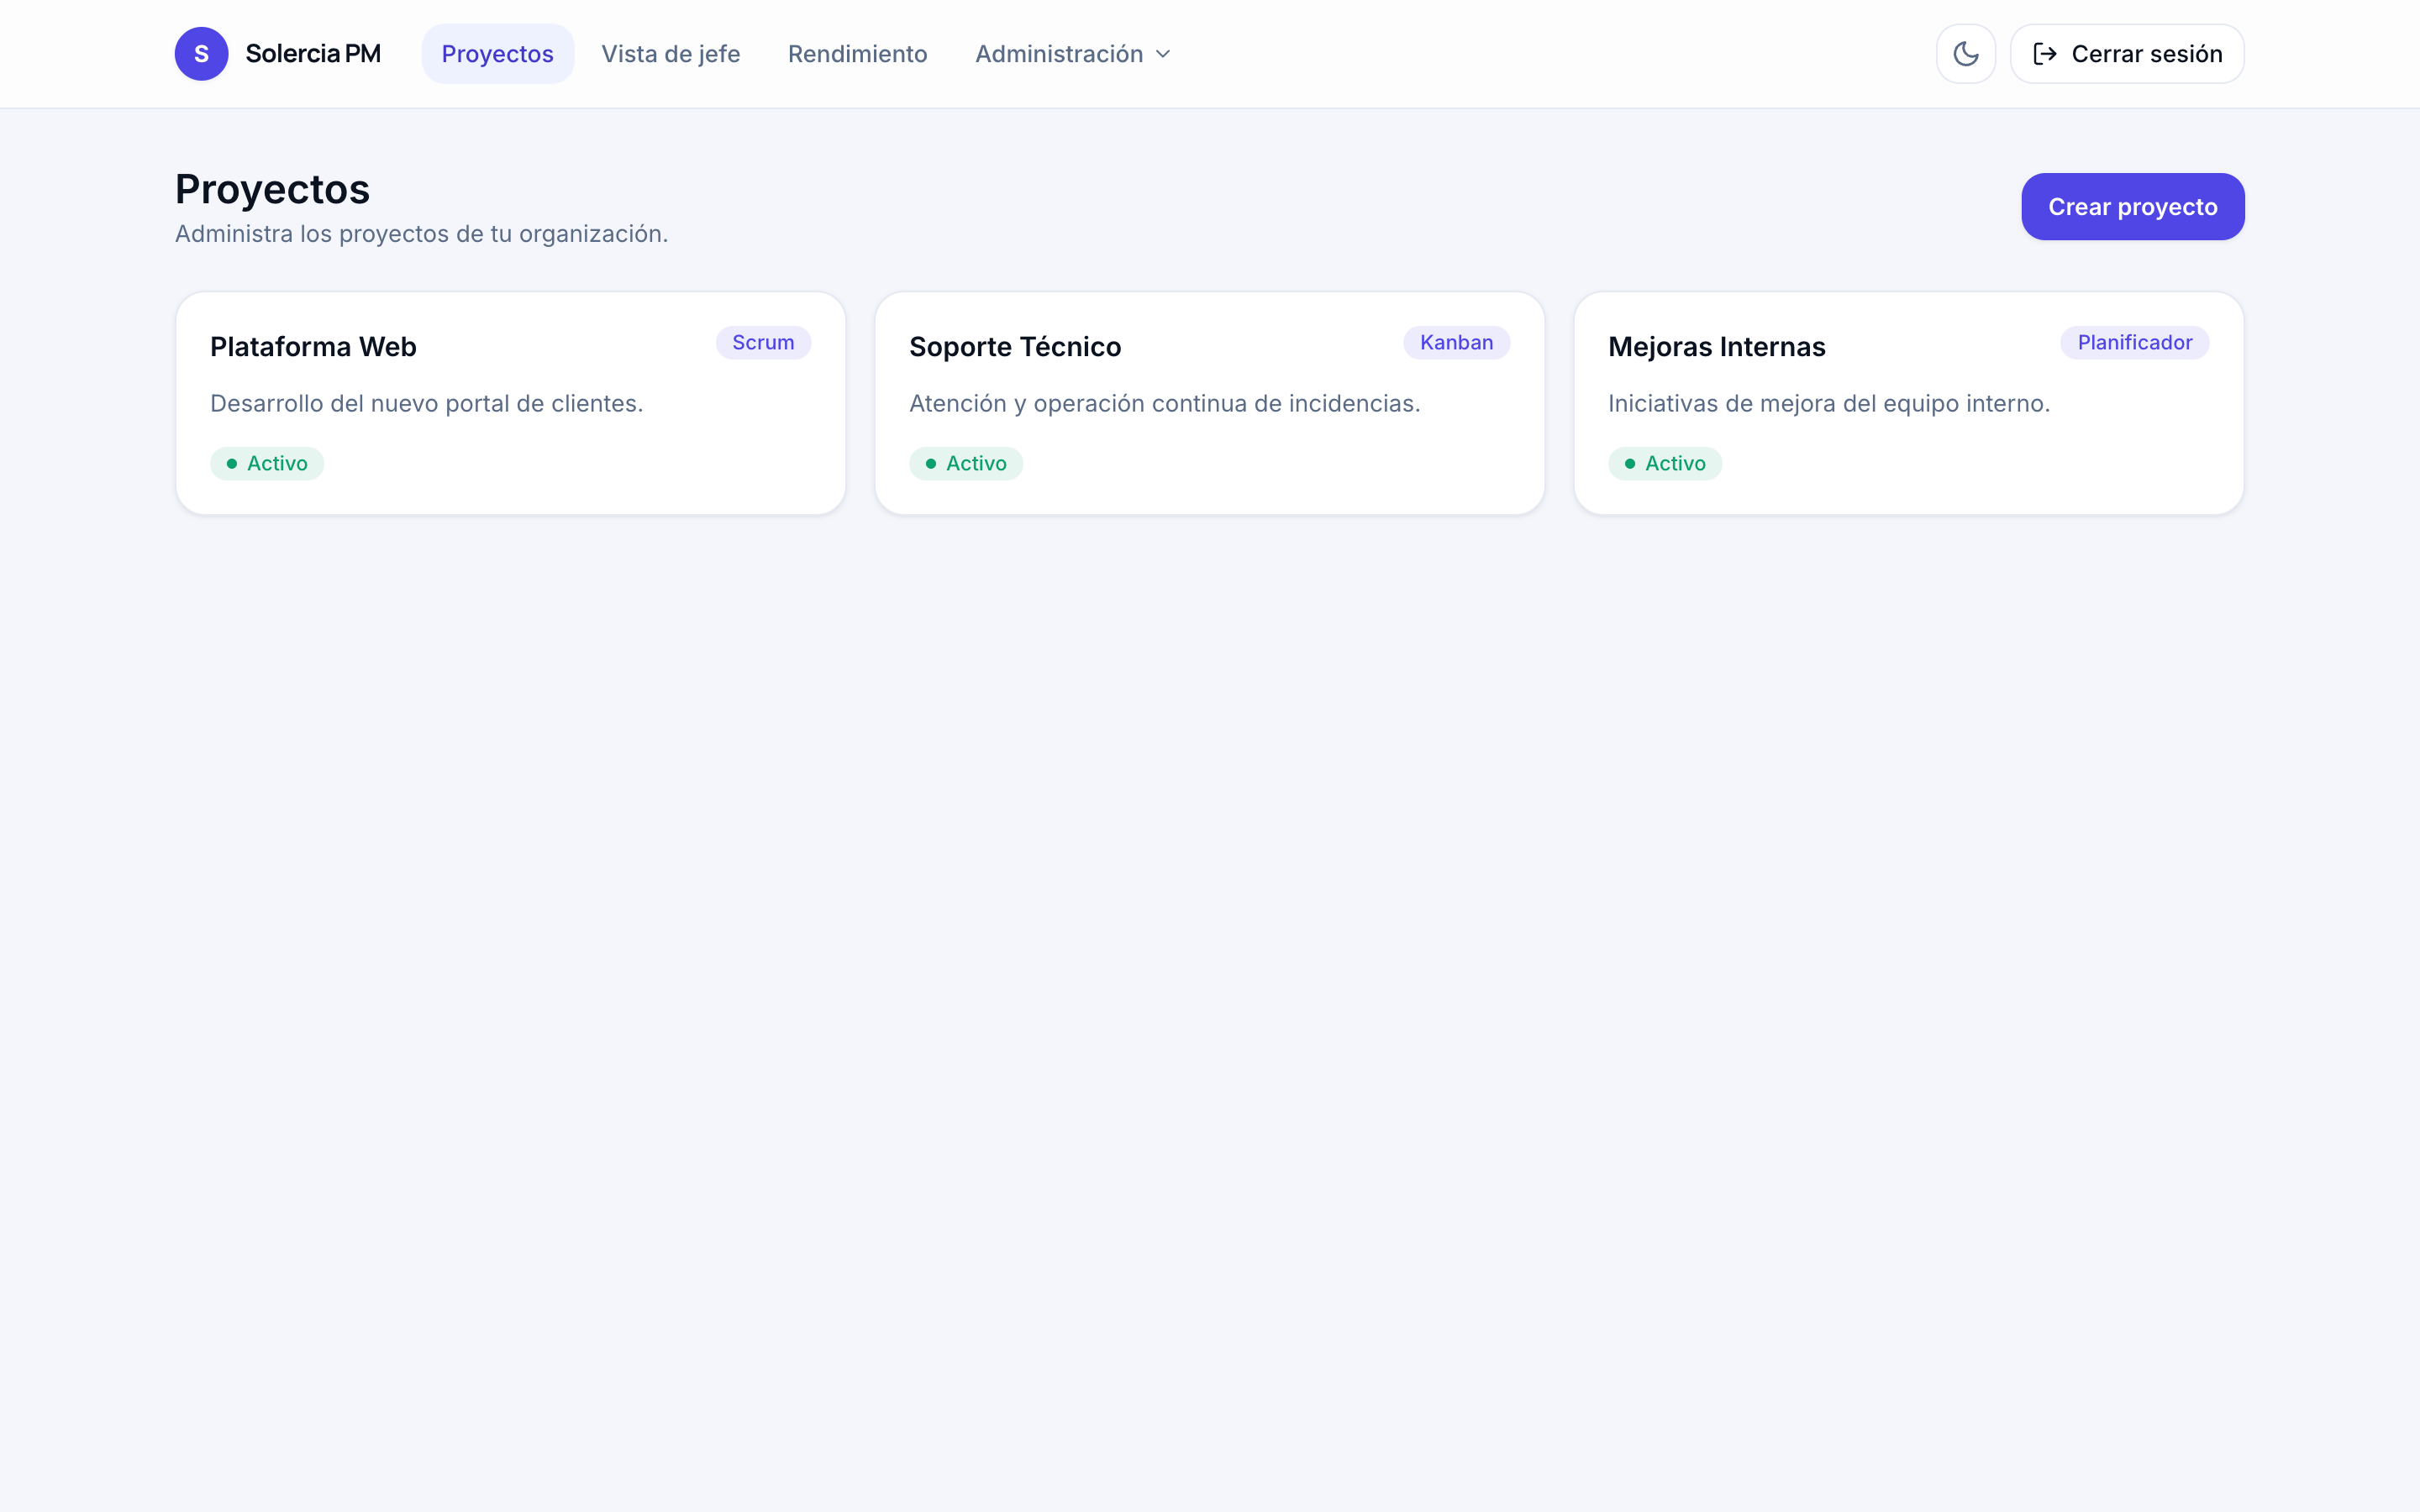 S Solercia PM Proyectos Vista de jefe Rendimiento Administración Cerrar sesión
Proyectos
Administra los proyectos de tu organización.
Crear proyecto
Plataforma Web Scrum
Desarrollo del nuevo portal de clientes.
Activo
Soporte Técnico Kanban
Atención y operación continua de incidencias.
Activo
Mejoras Internas Planificador
Iniciativas de mejora del equipo interno.
Activo